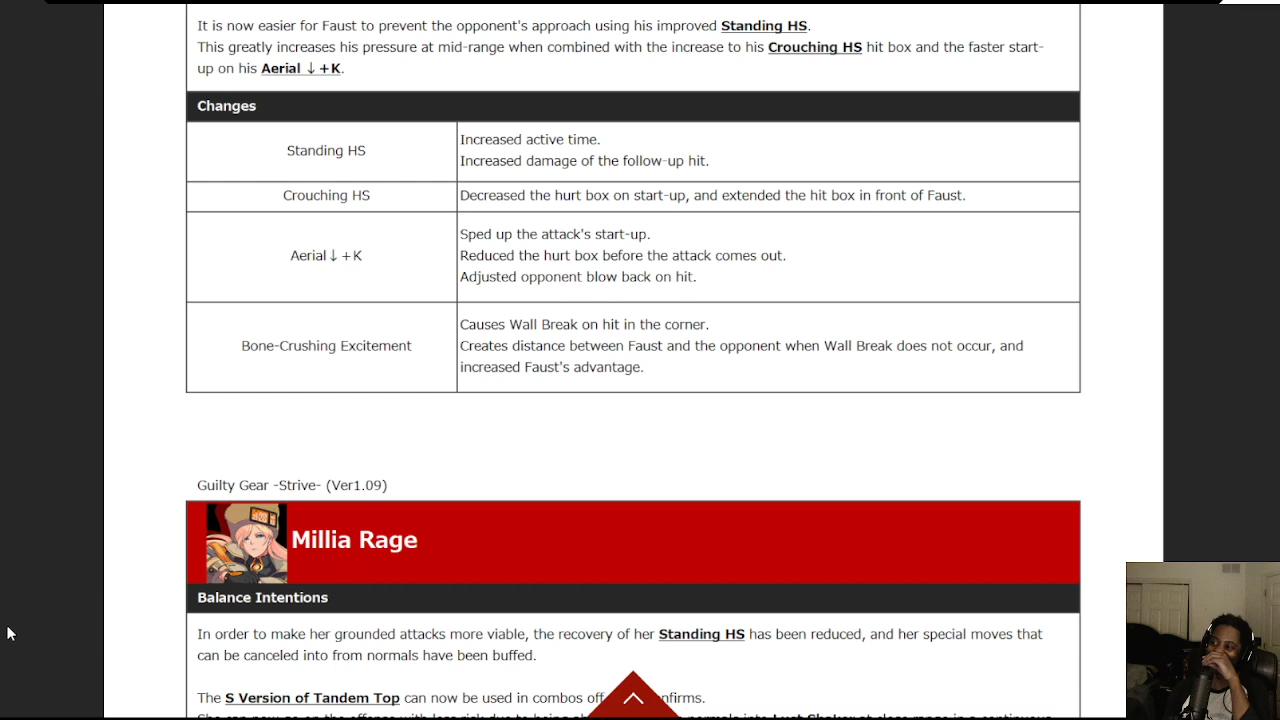 It is now easier for Faust to prevent the opponent's approach using his improved Standing HS.
This greatly increases his pressure at mid-range when combined with the increase to his Crouching HS hit box and the faster start-
up on his Aerial ↓+K.
Changes
Standing HS
Increased active time.
Increased damage of the follow-up hit.
Crouching HS
Decreased the hurt box on start-up, and extended the hit box in front of Faust.
Aerial↓+K
Sped up the attack's start-up.
Reduced the hurt box before the attack comes out.
Adjusted opponent blow back on hit.
Bone-Crushing Excitement
Causes Wall Break on hit in the corner.
Creates distance between Faust and the opponent when Wall Break does not occur, and
increased Faust's advantage.
Guilty Gear -Strive- (Ver1.09)
Millia Rage
Balance Intentions
In order to make her grounded attacks more viable, the recovery of her Standing HS has been reduced, and her special moves that
can be canceled into from normals have been buffed.
The S Version of Tandem Top can now be used in combos